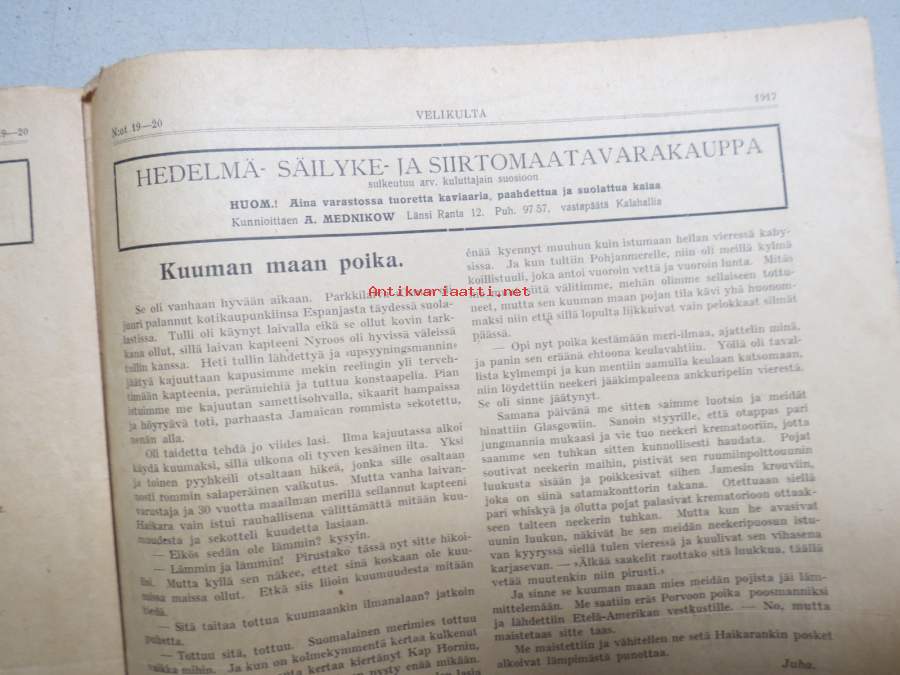 9—20
N:ot 19—20
VELIKULTA
1917
HEDELMÄ- SÄILYKE- JA SIIRTOMAATAVARAKAUPPA
sulkeutuu arv. kuluttajain suosioon
HUOM.! Aina varastossa tuoretta kaviaaria, paahdettua ja suolattua kalaa
Kunnioittaen A. MEDNIKOW Länsi Ranta 12. Puh. 97 57, vastapäätä Kalahallia
Kuuman maan poika.
Se oli vanhaan hyvään aikaan.
juuri palannut kotikaupunkiinsa Espanjasta täydessä suola-
lastissa. Tulli oli käynyt laivalla eikä se ollut kovin tark-
kana ollut, sillä laivan kapteeni Nyroos oli hyvissä väleissä
tullin kanssa. Heti tullin lähdettyä ja «upsyyningsmannin»
jäätyä kajuuttaan kapusimme mekin reelingin yli terveh-
timään kapteenia, perämiehiä ja tuttua konstaapelia. Pian
istuimme me kajuutan samettisohvalla, sikaarit hampaissa
ja höyryävä toti, parhaasta Jamaican rommista sekotettu,
nenän alla.
Oli taidettu tehdä jo viides lasi. Ilma kajuutassa alkoi
käydä kuumaksi, sillä ulkona oli tyven kesäinen ilta. Yksi
ja toinen pyyhkeili otsaltaan hikeä, jonka sille osaltaan
nosti rommin salaperäinen vaikutus. Mutta vanha laivan-
varustaja ja 30 vuotta maailman merillä seilannut kapteeni
Haikara vain istui rauhallisena välittämättä mitään kuu-
muudesta ja sekotteli kuudetta lasiaan.
— Eikös sedän ole lämmin? kysyin.
— Lämmin ja lämmin! Pirustako tässä nyt sitte hikoi-
lisi. Mutta kyllä sen näkee, ettet sinä koskaan ole kuu-
missa maissa ollut. Etkä siis liioin kuumuudesta mitään
tiedä.
— Sitä taitaa tottua kuumaankin ilmanalaan? jatkoin
puhetta.
— Tottuu sitä, tottuu. Suomalainen merimies tottuu
vaikka mihin. Ja kun on kolmekymmentä kertaa kulkenut
kertaa kiertänyt Kap Hornin,
pysty enää mikään.
lasin
énää kyennyt muuhun kuin istumaan hellan vieressä kaby-
sissa. Ja kun tultiin Pohjanmerelle, niin oli meillä kylmä
koillistuuli, joka antoi vuoroin vettä ja vuoroin lunta. Mitäs
siitä välitimme, mehän olimme sellaiseen tottu-
neet, mutta sen kuuman maan pojan tila kävi yhä huonom-
maksi niin että sillä lopulta liikkuivat vain pelokkaat silmät
päässä.
— Opi nyt poika kestämään meri-ilmaa, ajattelin minä,
ja panin sen eräänä ehtoona keulavahtiin. Yöllä oli taval-
lista kylmempi ja kun mentiin aamulla keulaan katsomaan,
niin löydettiin neekeri jääkimpaleena ankkuripelin vierestä.
Se oli sinne jäätynyt.
Samana päivänä me sitten saimme luotsin ja meidät
hinattiin Glasgowiin. Sanoin styyrille, että otappas pari
jungmannia mukaasi ja vie tuo neekeri krematooriin, jotta
saamme sen tuhkan sitten kunnollisesti haudata. Pojat
soutivat neekerin maihin, pistivät sen ruumiinpolttouunin
luukusta sisään ja poikkesivat siihen Jamesin krouviin,
joka on siinä satamakonttorin takana. Otettuaan siellä
pari whiskyä ja olutta pojat palasivat krematorioon ottaak-
seen talteen neekerin tuhkan. Mutta kun he avasivat
uunin luukun, näkivät he sen meidän neekeripuosun istu-
van kyyryssä siellä tulen vieressä ja kuulivat sen vihasena
karjasevan. — »Älkää saakelit raottako sitä luukkua, täällä
vetää muutenkin niin pirusti.»
Ja sinne se kuuman maan mies meidän pojista jäi läm-
mittelemään. Me saatiin eräs Porvoon poika poosmanniksi
ja lähdettiin Etelä-Amerikan vestkustille. — No, mutta
maistetaas sitte taas.
Me maistettiin ja vähitellen ne setä Haikarankin posket
alkoivat lämpimästä punottaa.
Juho.
Antikvariaatti.net